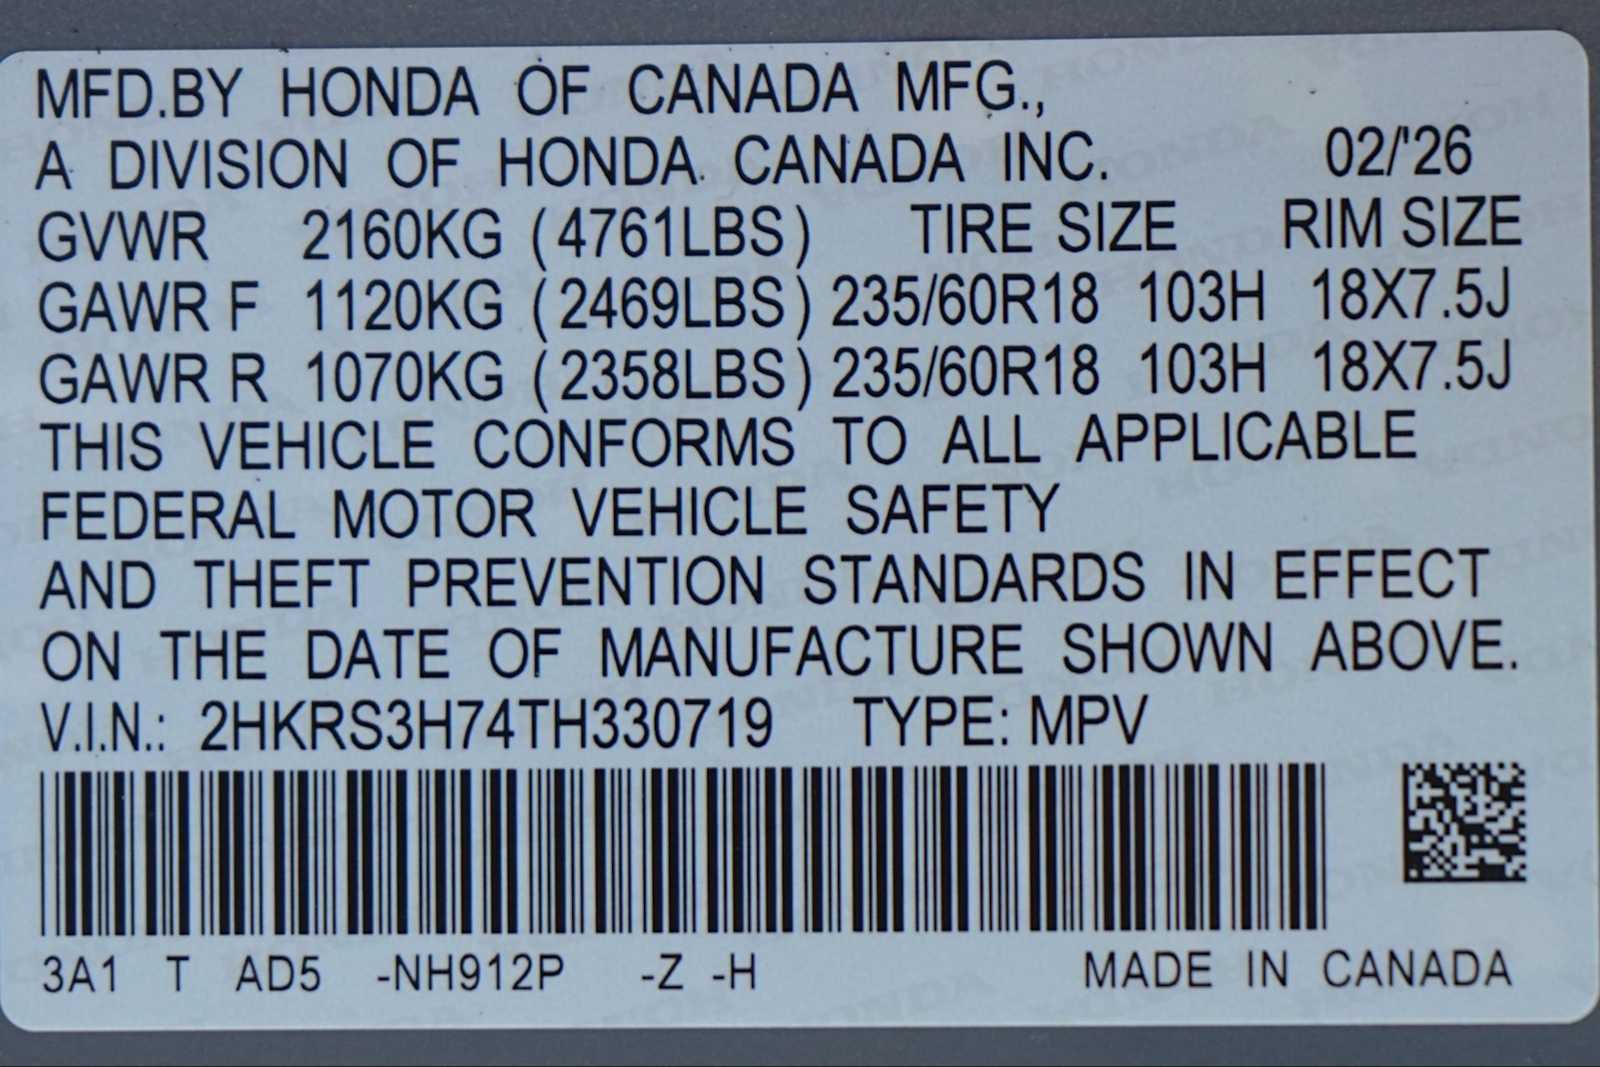 MFD.BY HONDA OF CANADA MFG.,
A DIVISION OF HONDA CANADA INC. 02/'26
GVWR 2160KG (4761LBS) TIRE SIZE RIM SIZE
GAWR F 1120KG (2469LBS) 235/60R18 103H 18X7.5J
GAWR R 1070KG (2358LBS) 235/60R18 103H 18X7.5J
THIS VEHICLE CONFORMS TO ALL APPLICABLE
FEDERAL MOTOR VEHICLE SAFETY
AND THEFT PREVENTION STANDARDS IN EFFECT
ON THE DATE OF MANUFACTURE SHOWN ABOVE.
V.I.N.: 2HKRS3H74TH330719 TYPE: MPV
3A1 T AD5 -NH912P -Z -H MADE IN CANADA